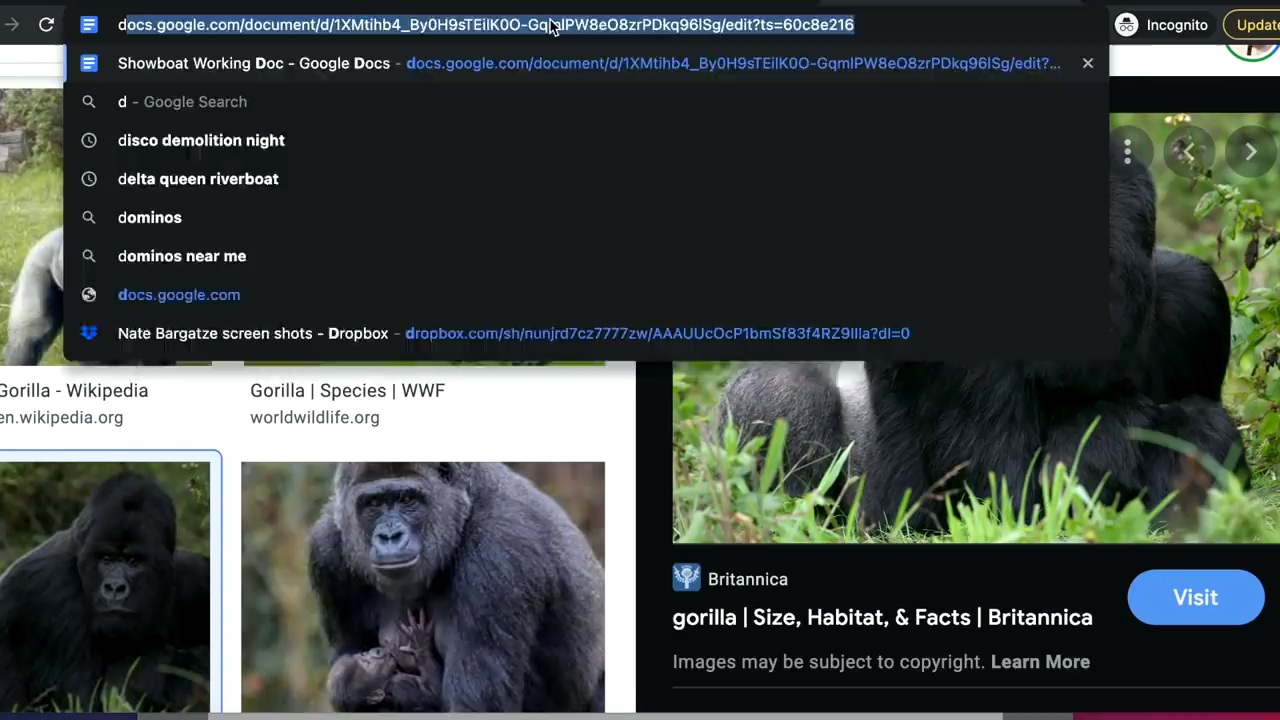 docs.google.com/document/d/1XMtihb4_By0H9sTEilK0O-GqmlPW8eO8zrPDkq96lSg/edit?ts=60c8e216
Incognito
Update
Showboat Working Doc - Google Docs - docs.google.com/document/d/1XMtihb4_By0H9sTEilK0O-GqmlPW8eO8zrPDkq96lSg/edit?...
d - Google Search
disco demolition night
delta queen riverboat
dominos
dominos near me
docs.google.com
Nate Bargatze screen shots - Dropbox - dropbox.com/sh/nunjrd7cz7777zw/AAAUUcOcP1bmSf83f4RZ9Illa?dl=0
Gorilla - Wikipedia
en.wikipedia.org
Gorilla | Species | WWF
worldwildlife.org
Britannica
gorilla | Size, Habitat, & Facts | Britannica
Visit
Images may be subject to copyright. Learn More